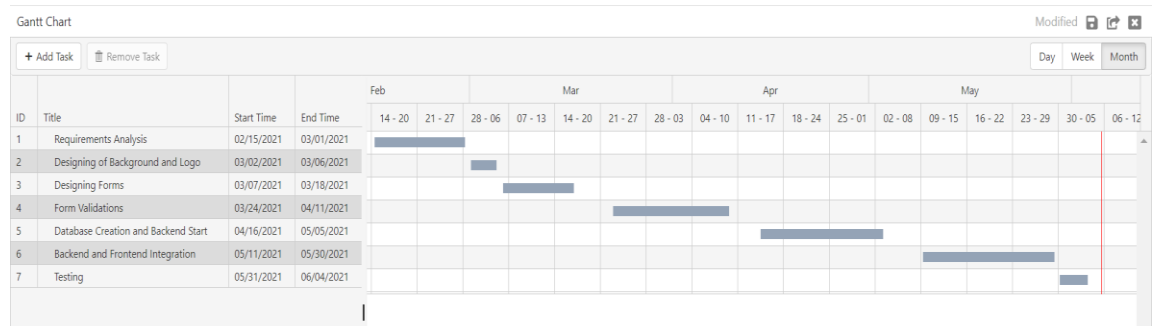 Gantt Chart Modified
+ Add Task Remove Task Day Week Month
Feb Mar Apr May
ID Title Start Time End Time 14 - 20 21 - 27 28 - 06 07 - 13 14 - 20 21 - 27 28 - 03 04 - 10 11 - 17 18 - 24 25 - 01 02 - 08 09 - 15 16 - 22 23 - 29 30 - 05 06 - 12
1 Requirements Analysis 02/15/2021 03/01/2021
2 Designing of Background and Logo 03/02/2021 03/06/2021
3 Designing Forms 03/07/2021 03/18/2021
4 Form Validations 03/24/2021 04/11/2021
5 Database Creation and Backend Start 04/16/2021 05/05/2021
6 Backend and Frontend Integration 05/11/2021 05/30/2021
7 Testing 05/31/2021 06/04/2021